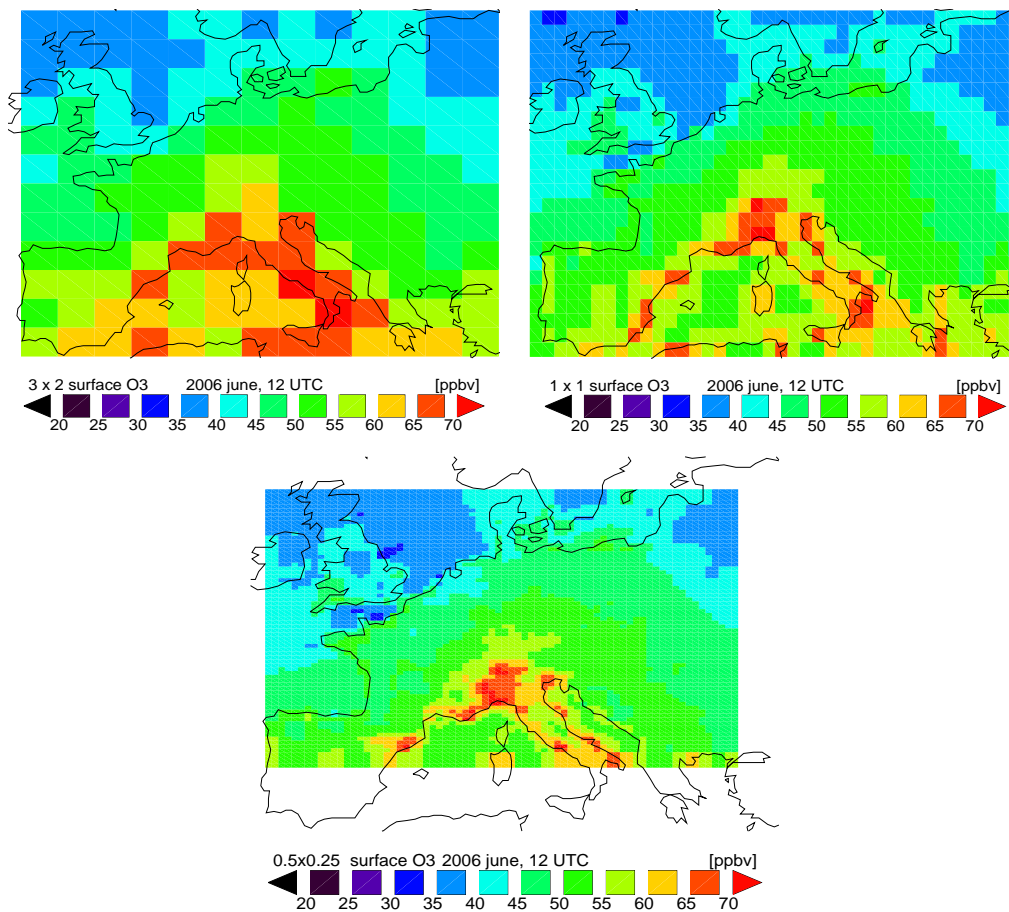 3 x 2 surface O3 2006 june, 12 UTC [ppbv]
20 25 30 35 40 45 50 55 60 65 70
1 x 1 surface O3 2006 june, 12 UTC [ppbv]
20 25 30 35 40 45 50 55 60 65 70
0.5x0.25 surface O3 2006 june, 12 UTC [ppbv]
20 25 30 35 40 45 50 55 60 65 70